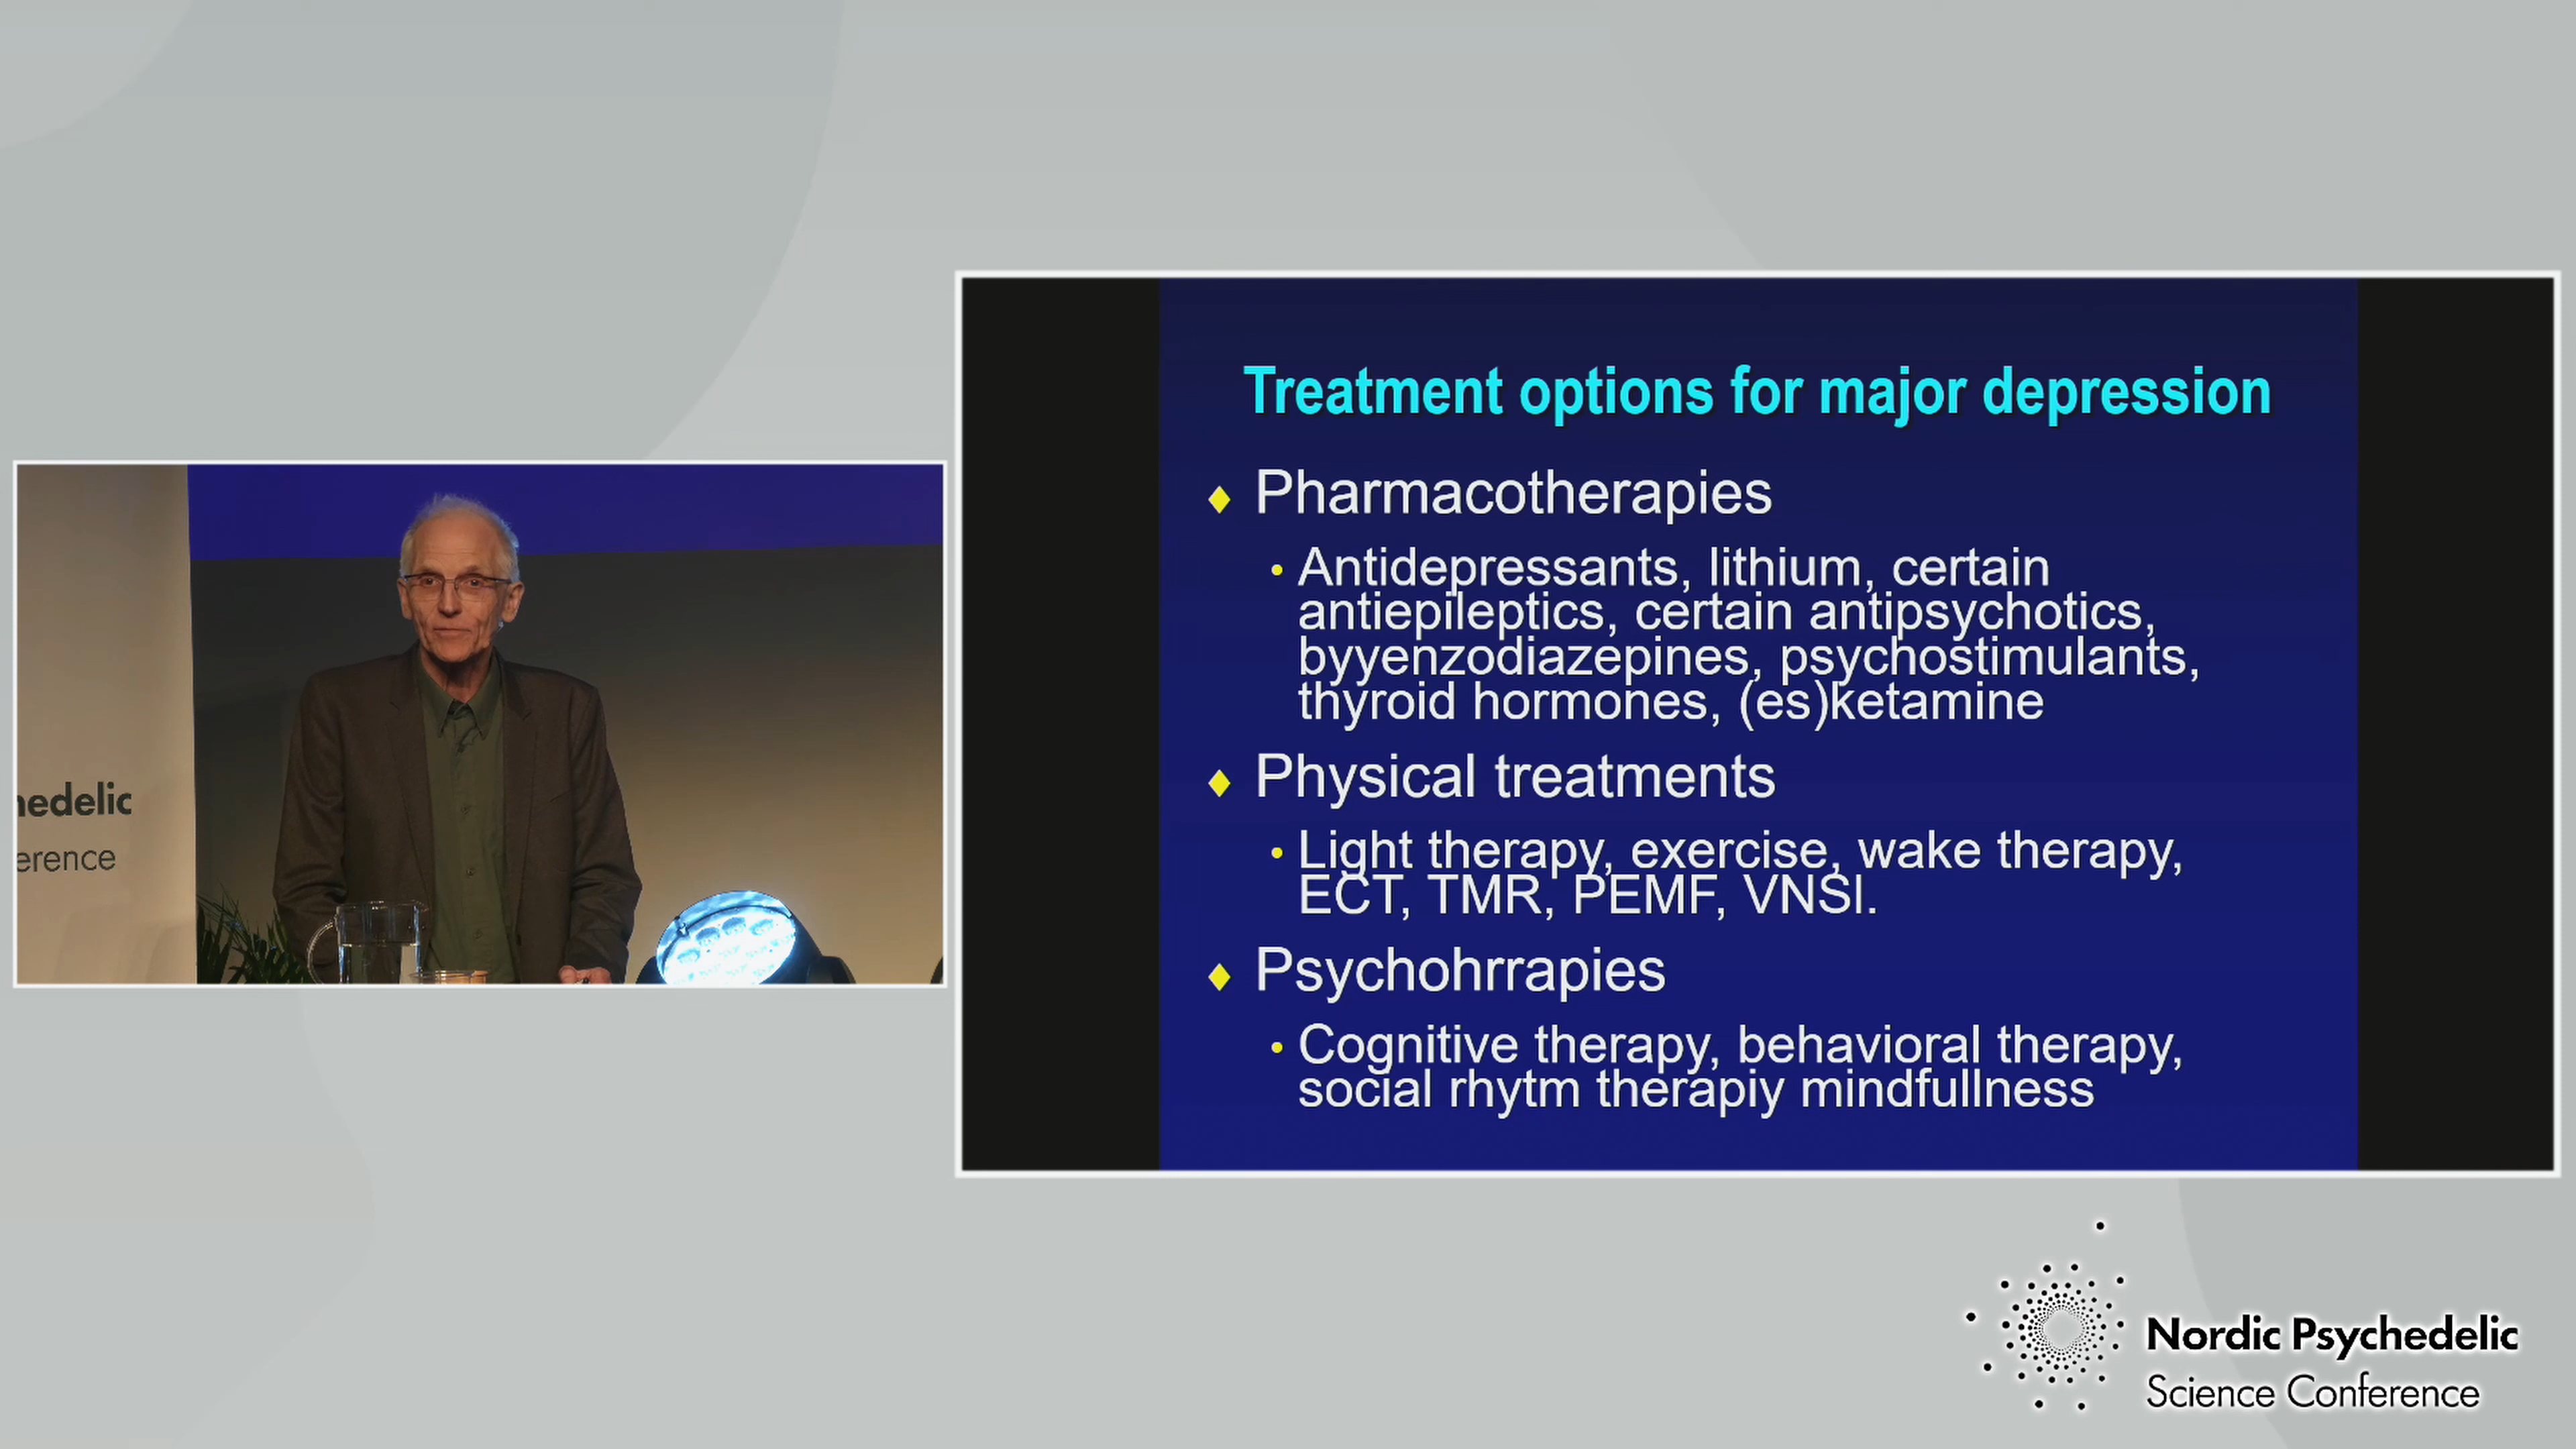 Treatment options for major depression
Pharmacotherapies
Antidepressants, lithium, certain
antiepileptics, certain antipsychotics,
byyenzodiazepines, psychostimulants,
thyroid hormones, (es)ketamine
Physical treatments
Light therapy, exercise, wake therapy,
ECT, TMR, PEMF, VNSl.
Psychohrrapies
Cognitive therapy, behavioral therapy,
social rhytm therapiy mindfullness
hedelic
erence
Nordic Psychedelic
Science Conference